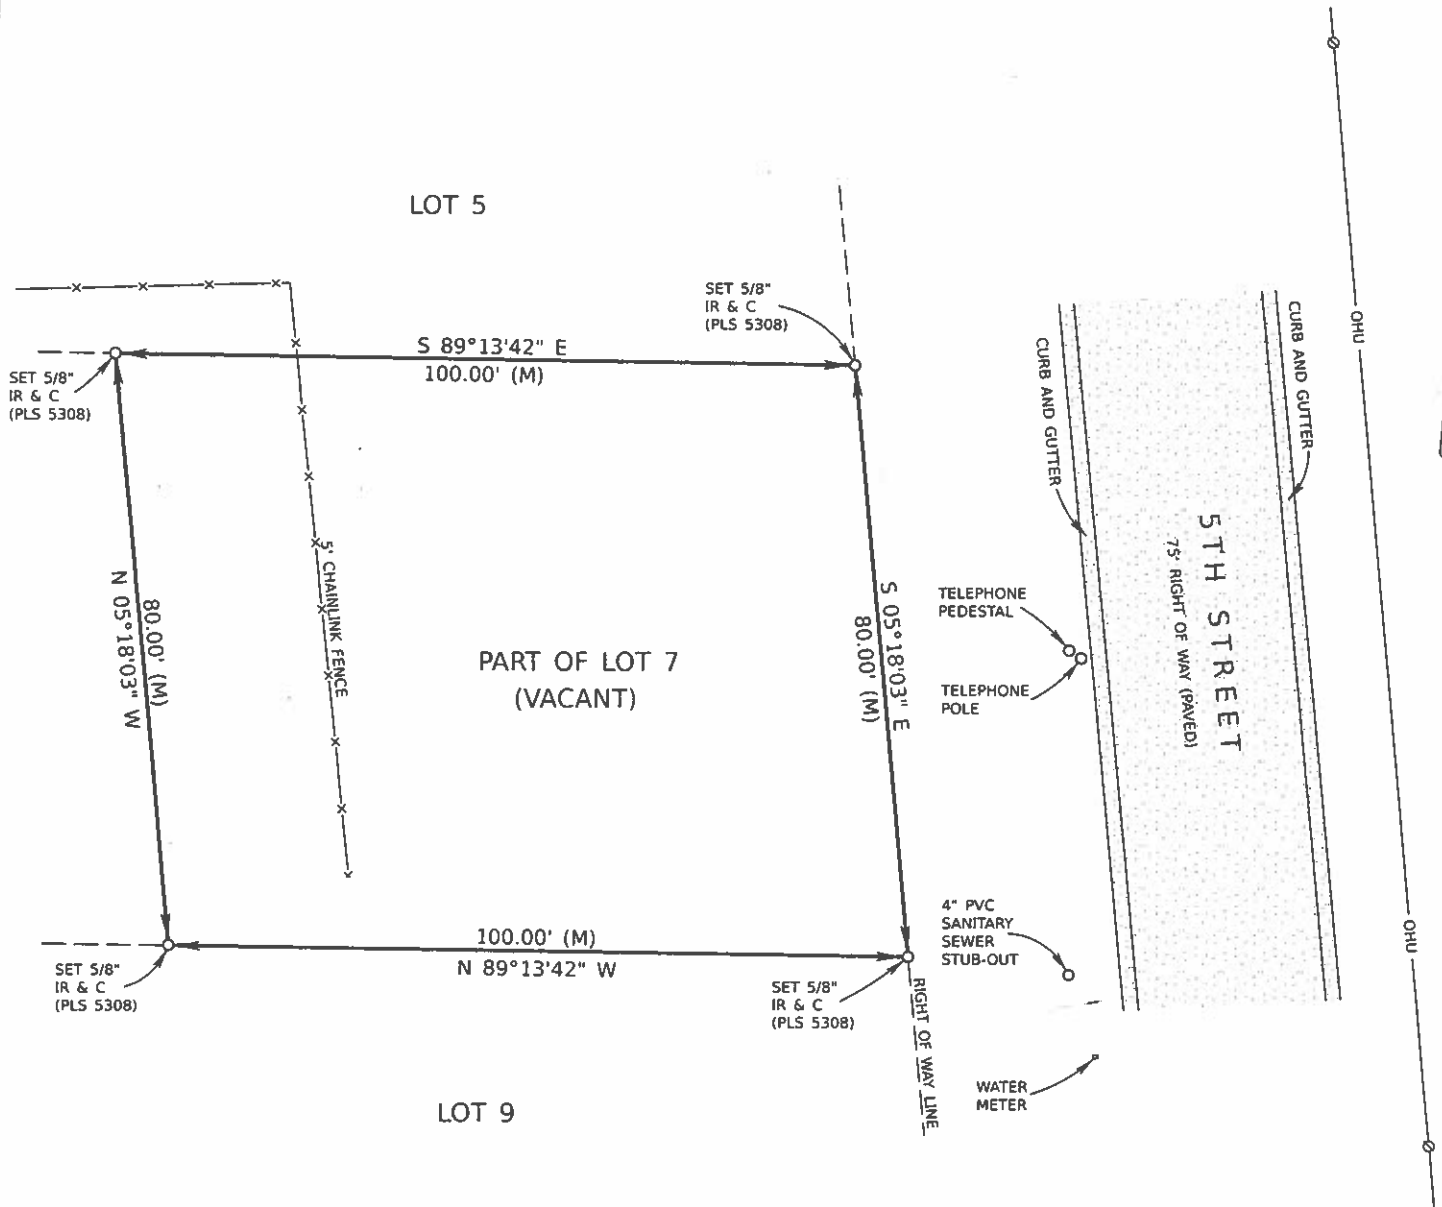 LOT 5
SET 5/8"
IR & C
(PLS 5308)
S 89°13'42" E
100.00' (M)
SET 5/8"
IR & C
(PLS 5308)
OHU
CURB AND GUTTER
CURB AND GUTTER
5' CHAINLINK FENCE
80.00' (M)
N 05°18'03" W
PART OF LOT 7
(VACANT)
S 05°18'03" E
80.00' (M)
TELEPHONE
PEDESTAL
TELEPHONE
POLE
5TH STREET
75' RIGHT OF WAY (PAVED)
100.00' (M)
N 89°13'42" W
SET 5/8"
IR & C
(PLS 5308)
SET 5/8"
IR & C
(PLS 5308)
4" PVC
SANITARY
SEWER
STUB-OUT
OHU
RIGHT OF WAY LINE
WATER
METER
LOT 9